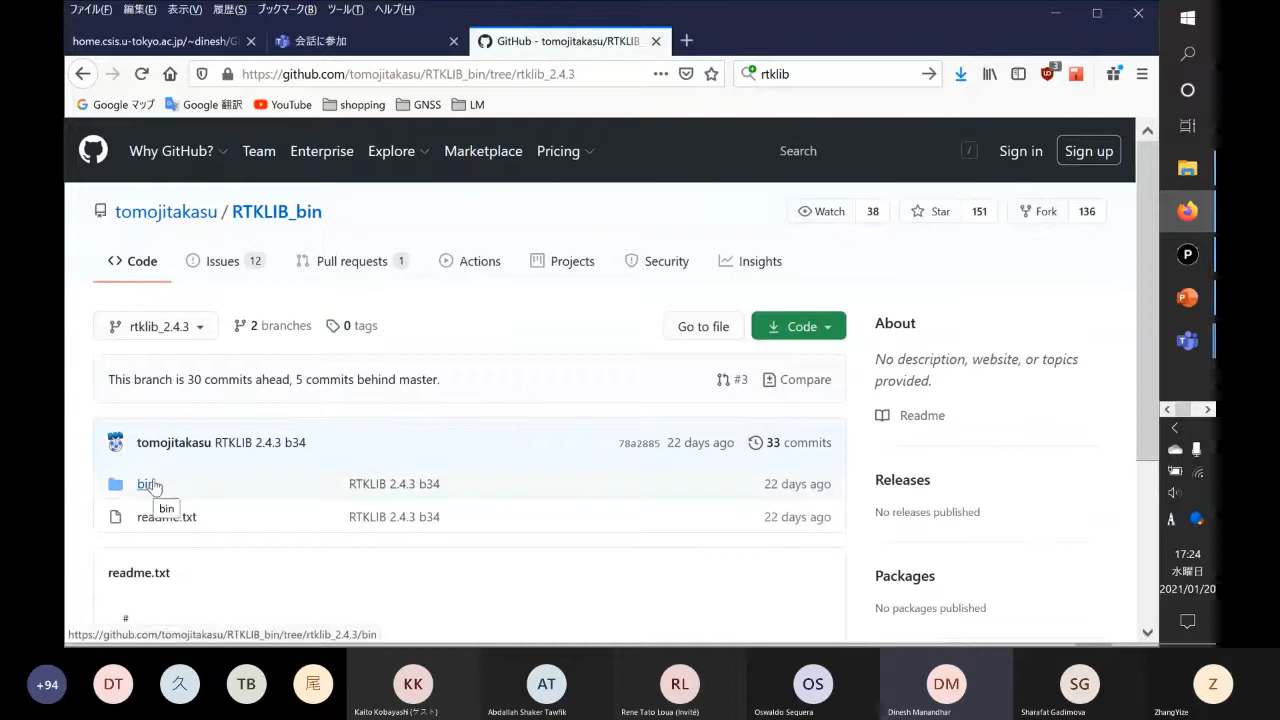 ファイル(F) 編集(E) 表示(V) 履歴(S) ブックマーク(B) ツール(T) ヘルプ(H)
home.csis.u-tokyo.ac.jp/~dinesh/GI
会議に参加
GitHub - tomojitakasu/RTKLIB_
https://github.com/tomojitakasu/RTKLIB_bin/tree/rtklib_2.4.3
rtklib
3
Google マップ Google 翻訳 YouTube shopping GNSS LM
Why GitHub? Team Enterprise Explore Marketplace Pricing
Search /
Sign in Sign up
tomojitakasu / RTKLIB_bin
Watch 38 Star 151 Fork 136
Code Issues 12 Pull requests 1 Actions Projects Security Insights
rtklib_2.4.3 2 branches 0 tags
Go to file Code
This branch is 30 commits ahead, 5 commits behind master. #3 Compare
tomojitakasu RTKLIB 2.4.3 b34 78a2885 22 days ago 33 commits
bin RTKLIB 2.4.3 b34 22 days ago
bin
readme.txt RTKLIB 2.4.3 b34 22 days ago
readme.txt
#
About
No description, website, or topics
provided.
Readme
Releases
No releases published
Packages
No packages published
https://github.com/tomojitakasu/RTKLIB_bin/tree/rtklib_2.4.3/bin
P
A
17:24
水曜日
2021/01/20
+94 DT 久 TB 尾 KK AT RL OS DM SG Z
Kaito Kobayashi (ゲスト) Abdallah Shaker Tawfik Rene Tato Loua (Invité) Oswaldo Sequera Dinesh Manandhar Sharafat Gadimova ZhangYize